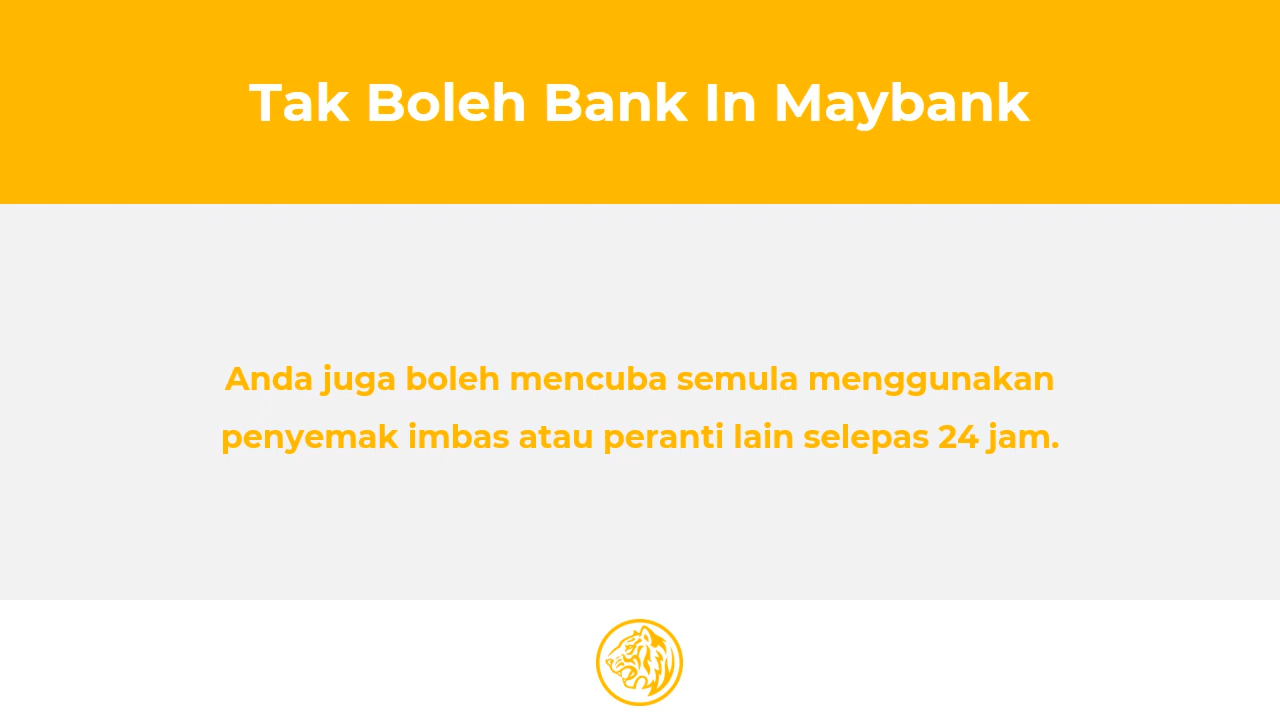 Tak Boleh Bank In Maybank
Anda juga boleh mencuba semula menggunakan
penyemak imbas atau peranti lain selepas 24 jam.